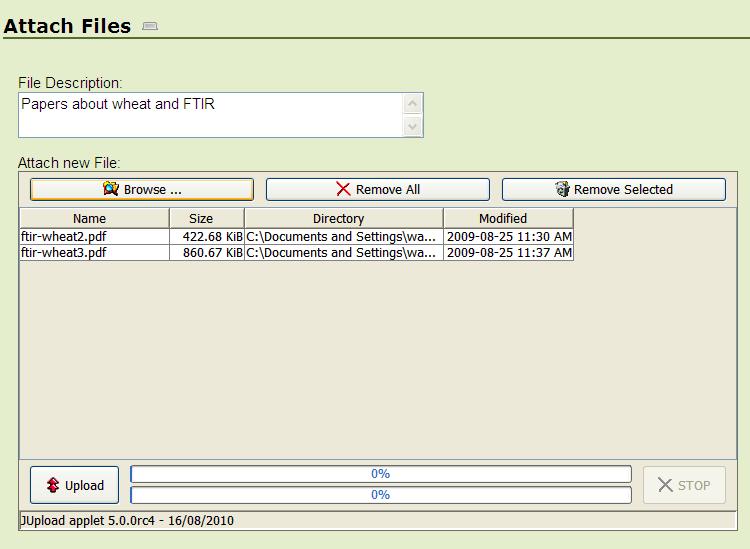 Attach Files
File Description:
Papers about wheat and FTIR
Attach new File:
Browse ... Remove All Remove Selected
Name Size Directory Modified
ftir-wheat2.pdf 422.68 KiB C:\Documents and Settings\wa... 2009-08-25 11:30 AM
ftir-wheat3.pdf 860.67 KiB C:\Documents and Settings\wa... 2009-08-25 11:37 AM
0%
Upload STOP
0%
JUpload applet 5.0.0rc4 - 16/08/2010